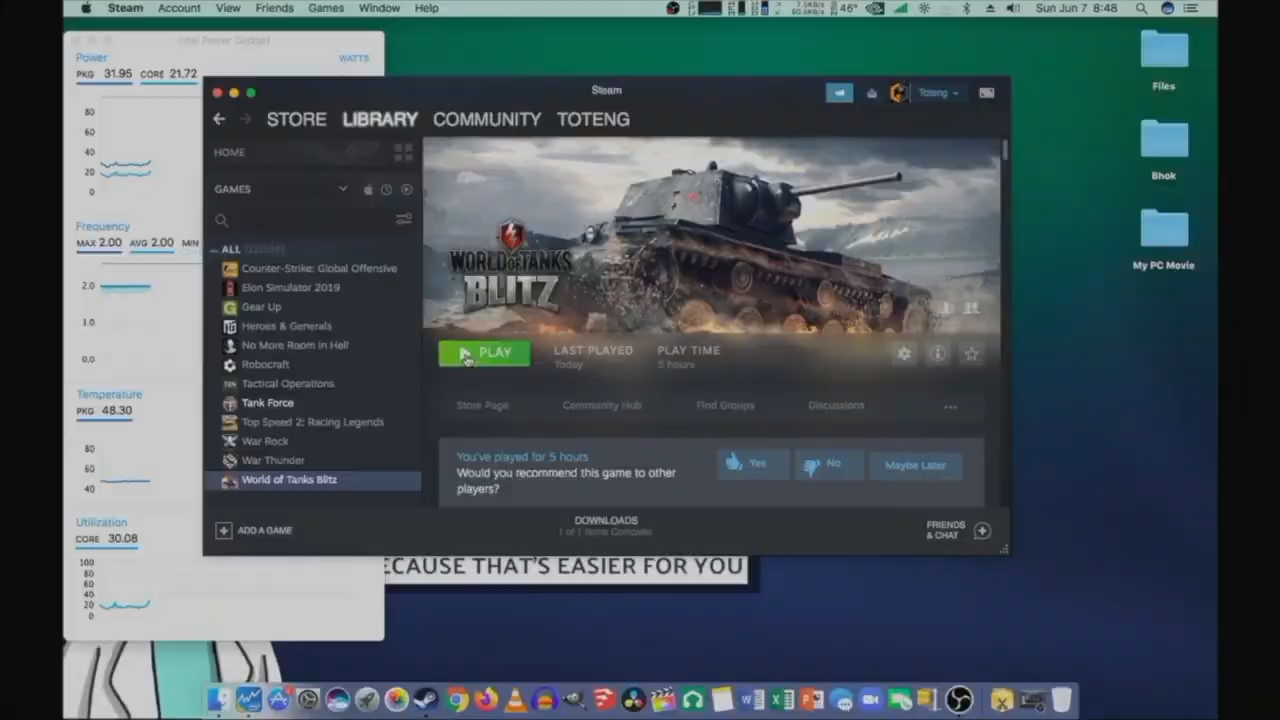 Steam Account View Friends Games Window Help
46° Sun Jun 7 8:48
Intel Power Gadget
Power WATTS
PKG 31.95 CORE 21.72
80
60
40
20
0
Frequency
MAX 2.00 AVG 2.00 MIN
2.0
1.0
0.0
Temperature
PKG 48.30
80
60
40
Utilization
CORE 30.08
100
80
60
40
20
0
Steam
Toteng
STORE LIBRARY COMMUNITY TOTENG
HOME
GAMES
ALL
Counter-Strike: Global Offensive
Elon Simulator 2019
Gear Up
Heroes & Generals
No More Room in Hell
Robocraft
Tactical Operations
Tank Force
Top Speed 2: Racing Legends
War Rock
War Thunder
World of Tanks Blitz
WORLD OF TANKS
BLITZ
PLAY
LAST PLAYED
Today
PLAY TIME
5 hours
Store Page Community Hub Find Groups Discussions
You've played for 5 hours
Would you recommend this game to other
players?
Yes No Maybe Later
ADD A GAME
DOWNLOADS
1 of 1 Items Complete
FRIENDS
& CHAT
ECAUSE THAT'S EASIER FOR YOU
Files
Bhok
My PC Movie